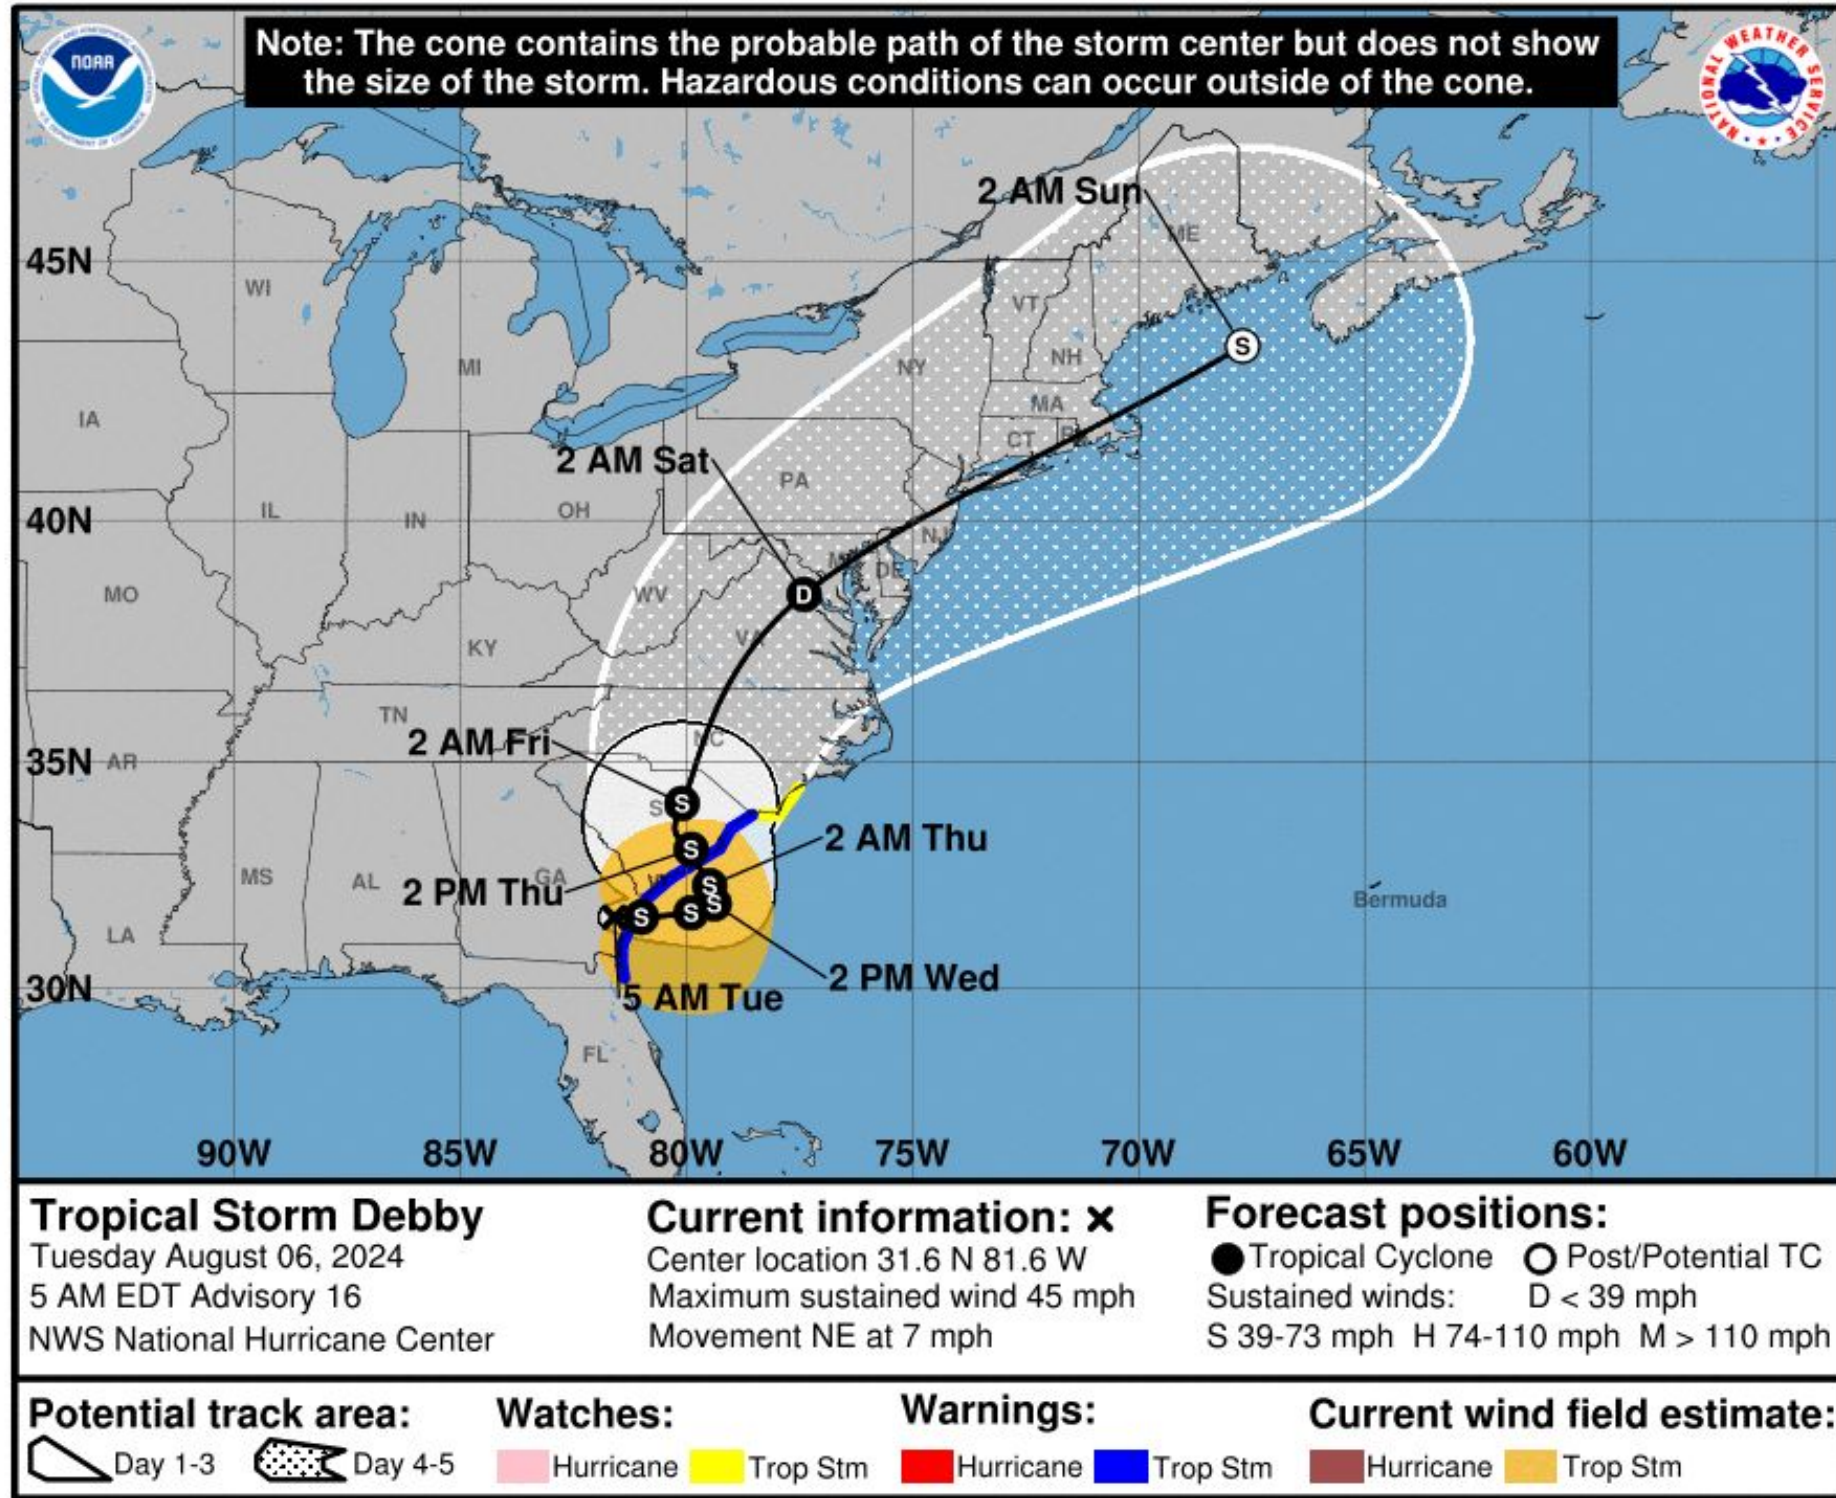 Note: The cone contains the probable path of the storm center but does not show
the size of the storm. Hazardous conditions can occur outside of the cone.
NOAA
NATIONAL WEATHER SERVICE
2 AM Sun
ME
45N
WI
VT
MI
NY
NH
IA
MA
CT
2 AM Sat
PA
40N
IL
IN
OH
NJ
DE
MO
WV
VA
KY
TN
NC
2 AM Fri
35N
AR
2 AM Thu
MS
AL
GA
2 PM Thu
Bermuda
LA
2 PM Wed
30N
5 AM Tue
FL
90W 85W 80W 75W 70W 65W 60W
S
D
S
S
S
S
S
S
Tropical Storm Debby
Tuesday August 06, 2024
5 AM EDT Advisory 16
NWS National Hurricane Center
Current information: x
Center location 31.6 N 81.6 W
Maximum sustained wind 45 mph
Movement NE at 7 mph
Forecast positions:
Tropical Cyclone Post/Potential TC
Sustained winds: D < 39 mph
S 39-73 mph H 74-110 mph M > 110 mph
Potential track area:
Day 1-3 Day 4-5
Watches:
Hurricane Trop Stm
Warnings:
Hurricane Trop Stm
Current wind field estimate:
Hurricane Trop Stm